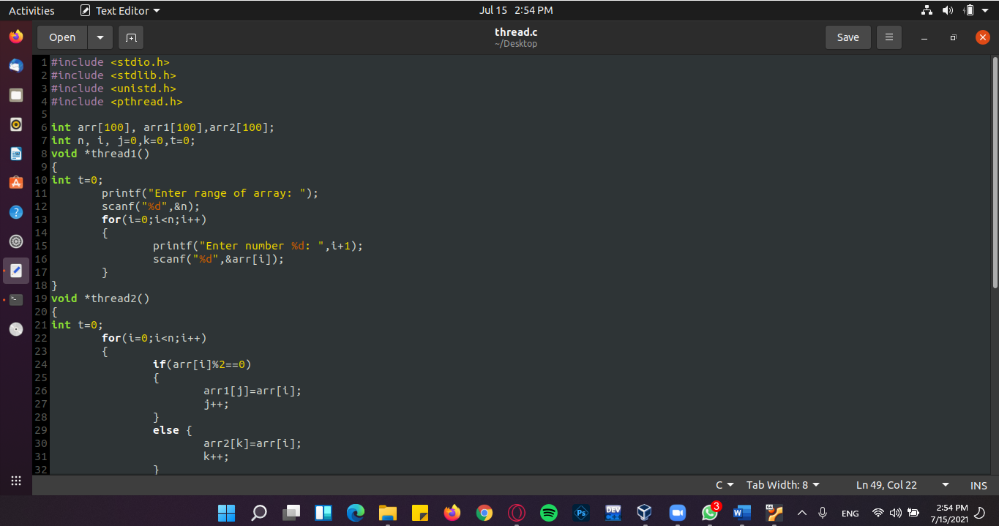 Activities Text Editor Jul 15 2:54 PM
Open thread.c Save
~/Desktop
1 #include <stdio.h>
2 #include <stdlib.h>
3 #include <unistd.h>
4 #include <pthread.h>
5
6 int arr[100], arr1[100],arr2[100];
7 int n, i, j=0,k=0,t=0;
8 void *thread1()
9 {
10 int t=0;
11         printf("Enter range of array: ");
12         scanf("%d",&n);
13         for(i=0;i<n;i++)
14         {
15                 printf("Enter number %d: ",i+1);
16                 scanf("%d",&arr[i]);
17         }
18 }
19 void *thread2()
20 {
21 int t=0;
22         for(i=0;i<n;i++)
23         {
24                 if(arr[i]%2==0)
25                 {
26                         arr1[j]=arr[i];
27                         j++;
28                 }
29                 else {
30                         arr2[k]=arr[i];
31                         k++;
32                 }
C Tab Width: 8 Ln 49, Col 22 INS
Ps DEV C++ 3 W 64 ENG 2:54 PM
7/15/2021